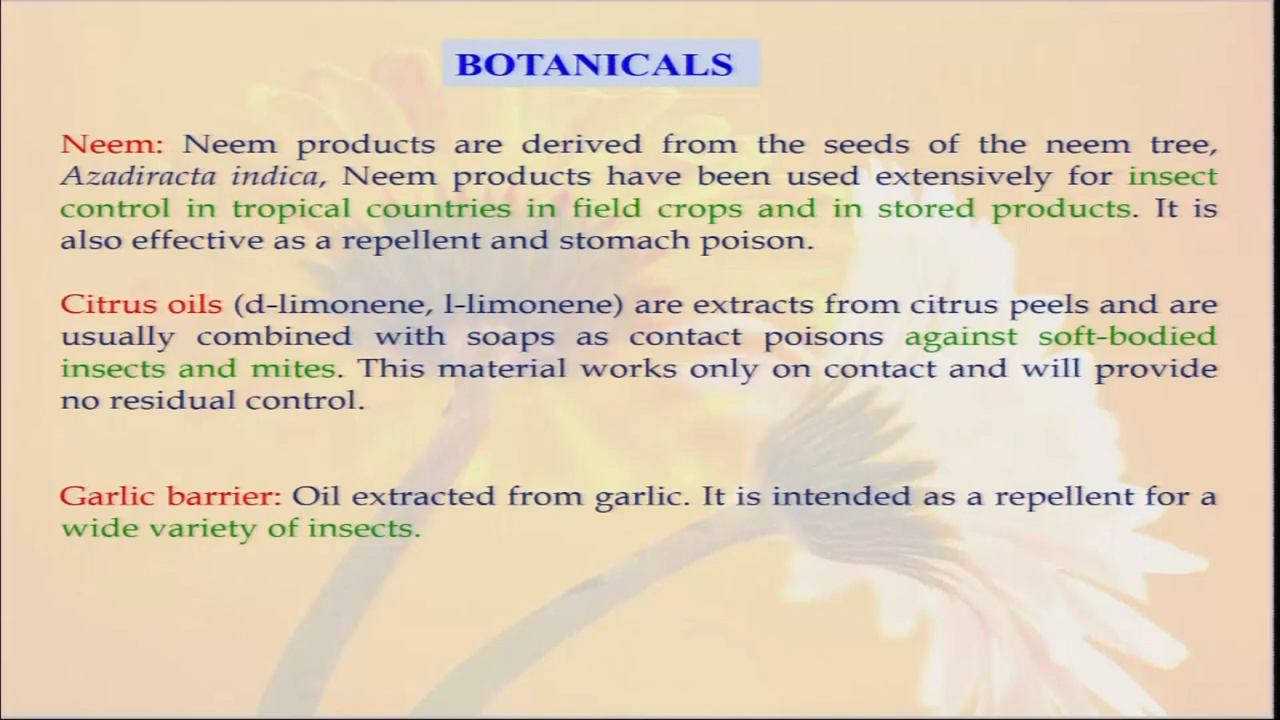 BOTANICALS
Neem: Neem products are derived from the seeds of the neem tree,
Azadiracta indica, Neem products have been used extensively for insect
control in tropical countries in field crops and in stored products. It is
also effective as a repellent and stomach poison.
Citrus oils (d-limonene, l-limonene) are extracts from citrus peels and are
usually combined with soaps as contact poisons against soft-bodied
insects and mites. This material works only on contact and will provide
no residual control.
Garlic barrier: Oil extracted from garlic. It is intended as a repellent for a
wide variety of insects.